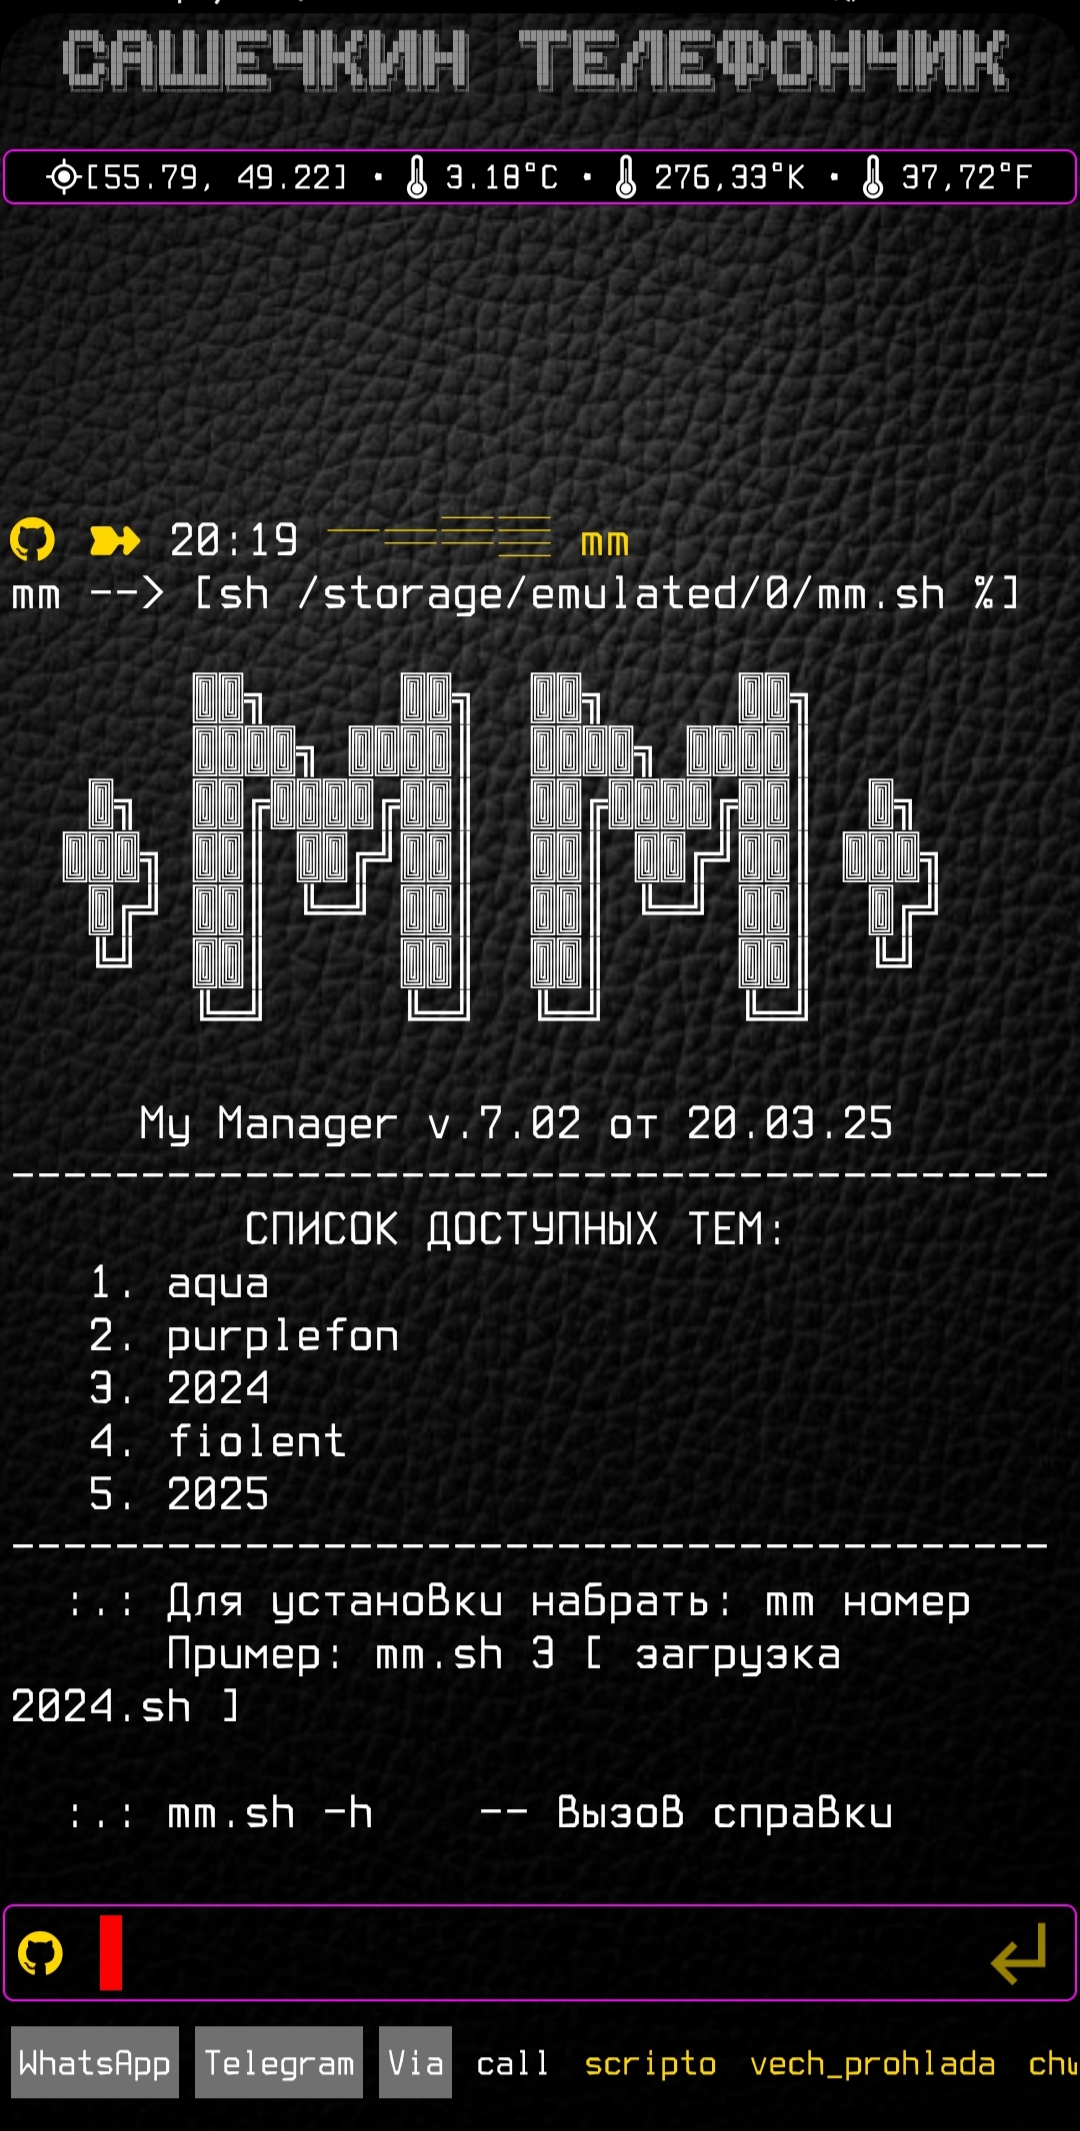 САШЕЧКИН ТЕЛЕФОНЧИК
[55.79, 49.22] · 3.18°C · 276,33°K · 37,72°F
20:19 mm
mm --> [sh /storage/emulated/0/mm.sh %]
MM
My Manager v.7.02 от 20.03.25
----------------------------------------
СПИСОК ДОСТУПНЫХ ТЕМ:
1. aqua
2. purplefon
3. 2024
4. fiolent
5. 2025
----------------------------------------
:.: Для установки набрать: mm номер
Пример: mm.sh 3 [ загрузка
2024.sh ]
:.: mm.sh -h -- Вызов справки
WhatsApp Telegram Via call scripto vech_prohlada